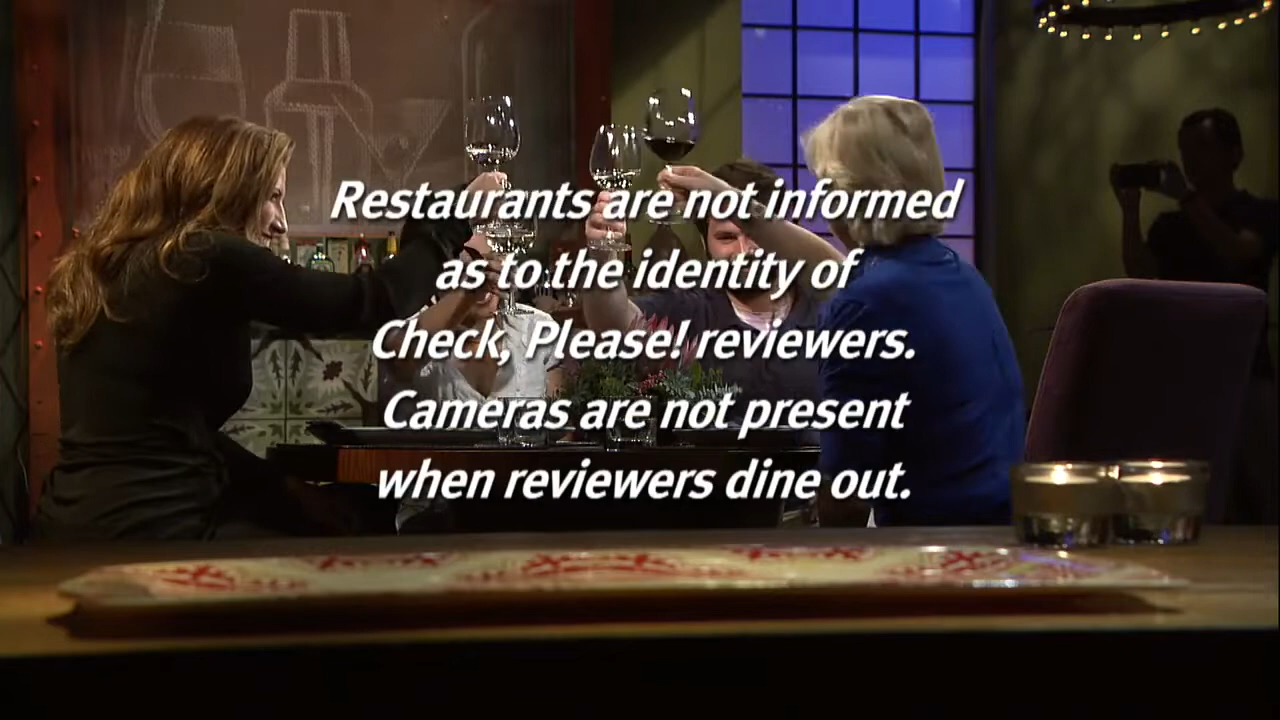 Restaurants are not informed
as to the identity of
Check, Please! reviewers.
Cameras are not present
when reviewers dine out.